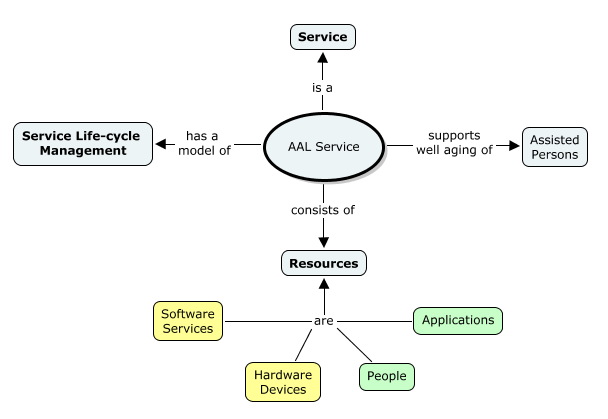 Service
is a
Service Life-cycle
Management
has a
model of
AAL Service
supports
well aging of
Assisted
Persons
consists of
Resources
Software
Services
are
Applications
Hardware
Devices
People